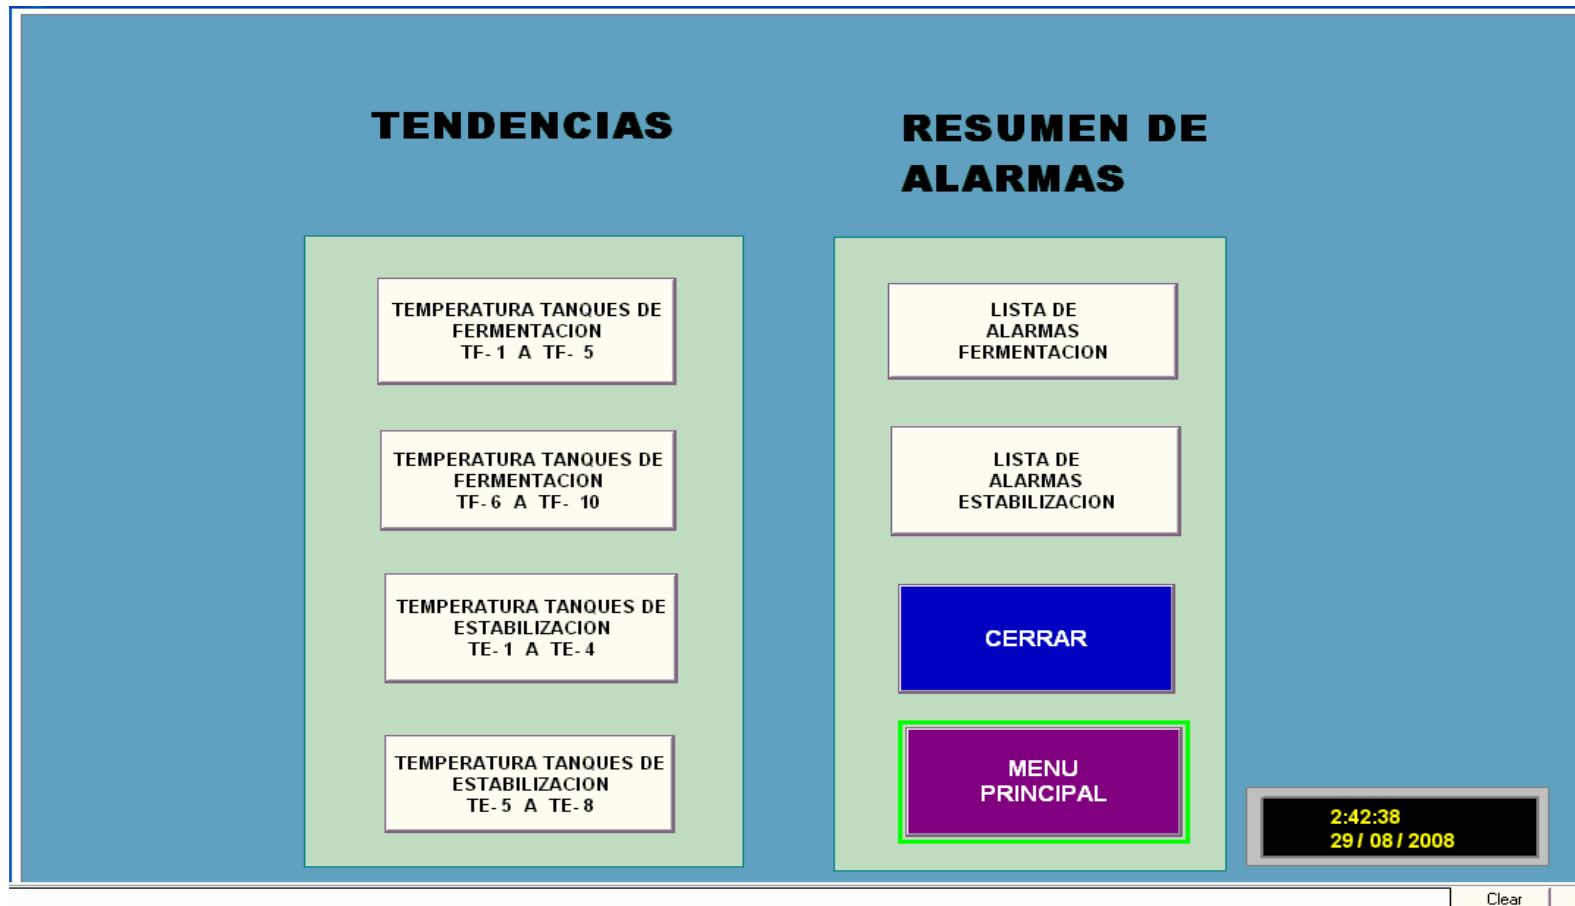 TENDENCIAS
TEMPERATURA TANQUES DE
FERMENTACION
TF- 1 A TF- 5
TEMPERATURA TANQUES DE
FERMENTACION
TF- 6 A TF- 10
TEMPERATURA TANQUES DE
ESTABILIZACION
TE- 1 A TE- 4
TEMPERATURA TANQUES DE
ESTABILIZACION
TE- 5 A TE- 8
RESUMEN DE
ALARMAS
LISTA DE
ALARMAS
FERMENTACION
LISTA DE
ALARMAS
ESTABILIZACION
CERRAR
MENU
PRINCIPAL
2:42:38
29/ 08/ 2008
Clear